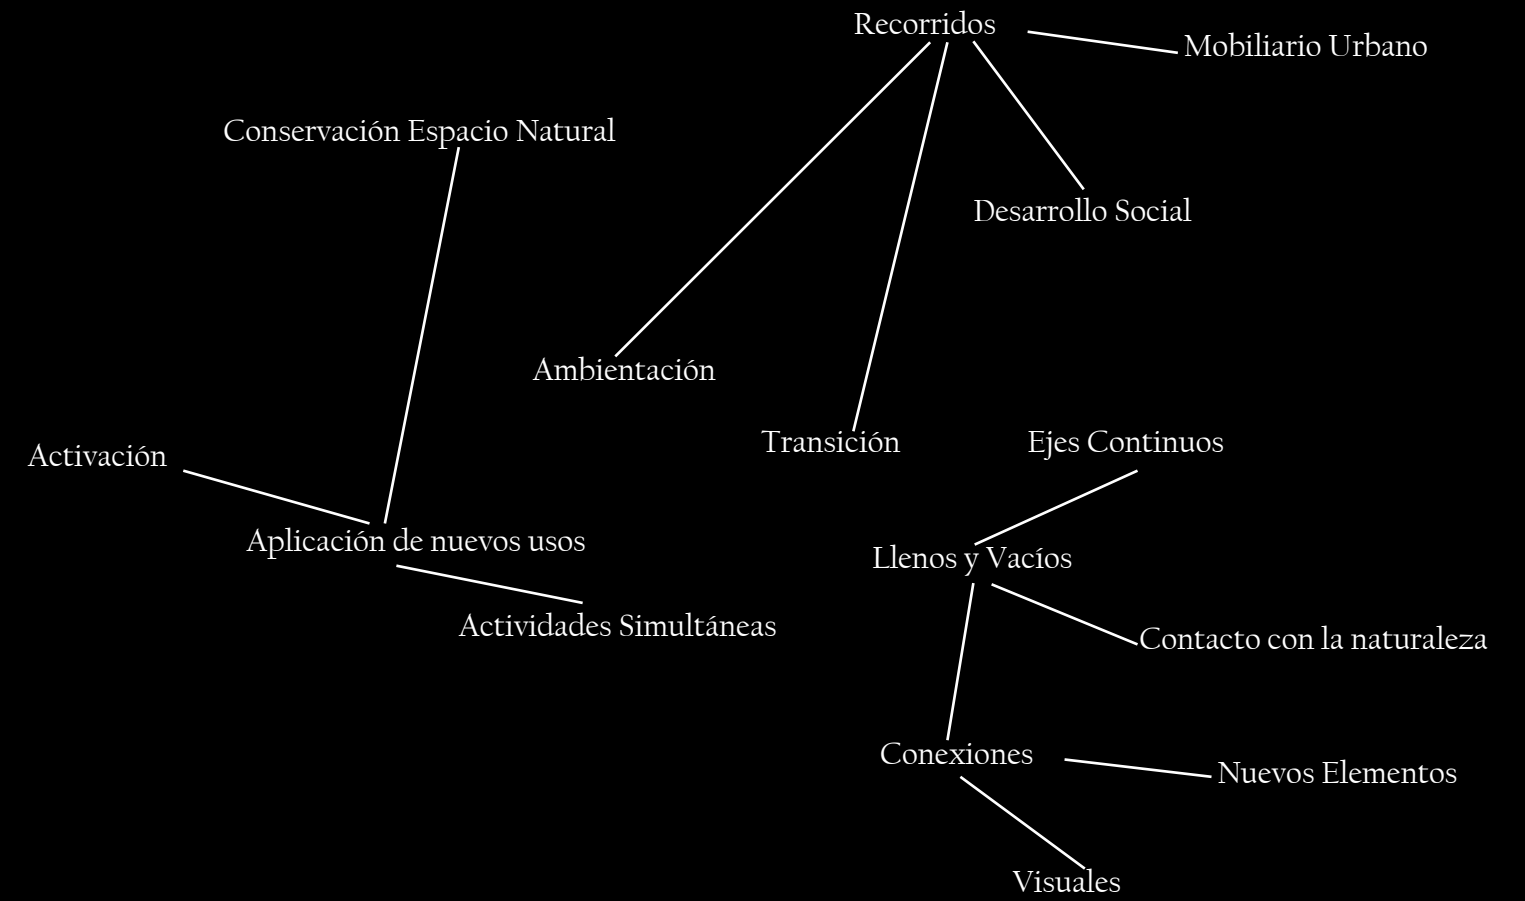 Recorridos
Mobiliario Urbano
Conservación Espacio Natural
Desarrollo Social
Ambientación
Transición
Ejes Continuos
Activación
Aplicación de nuevos usos
Llenos y Vacíos
Actividades Simultáneas
Contacto con la naturaleza
Conexiones
Nuevos Elementos
Visuales